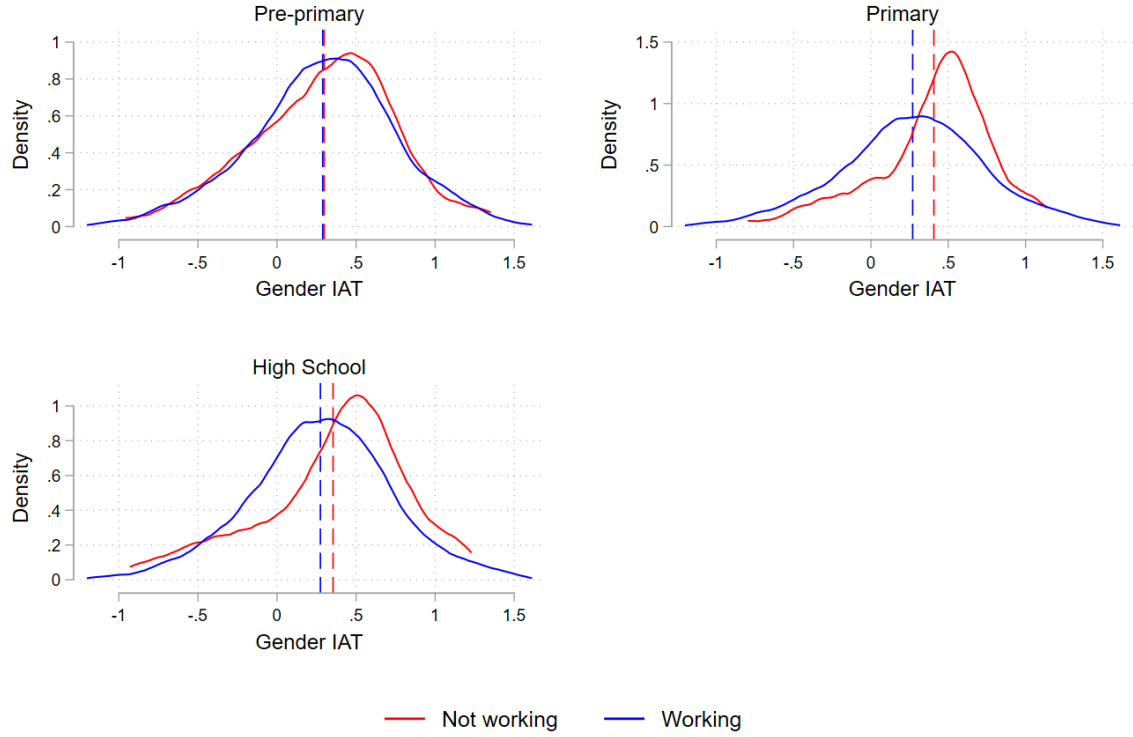 Pre-primary
Density
1
.8
.6
.4
.2
0
-1 -.5 0 .5 1 1.5
Gender IAT
Primary
Density
1.5
1
.5
0
-1 -.5 0 .5 1 1.5
Gender IAT
High School
Density
1
.8
.6
.4
.2
0
-1 -.5 0 .5 1 1.5
Gender IAT
Not working Working